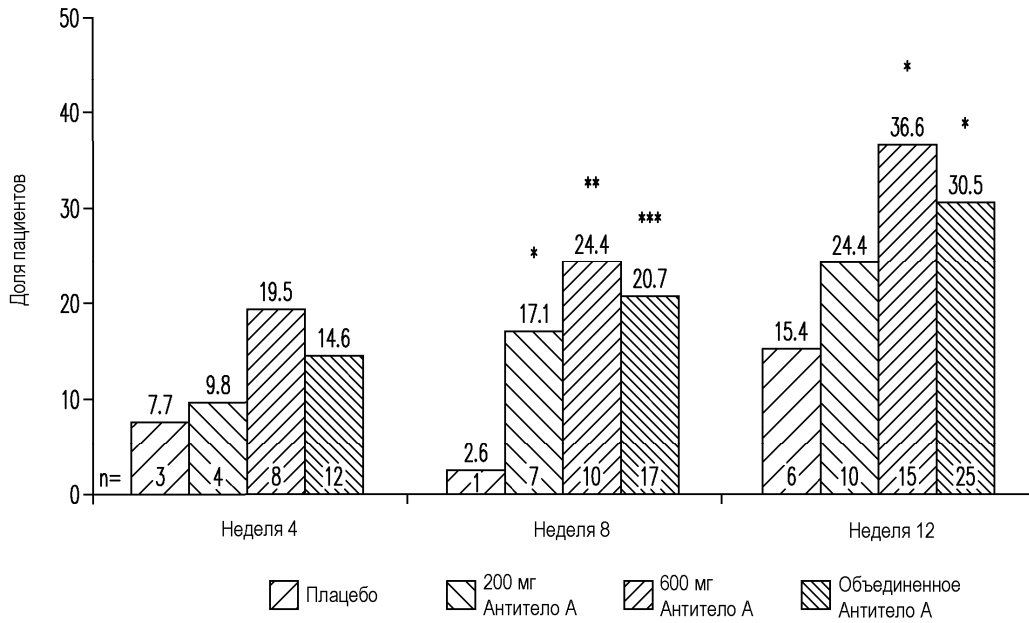 50
40
30
20
10
0
Доля пациентов
*
*
36.6
**
***
30.5
*
24.4
24.4
19.5
20.7
17.1
14.6
15.4
7.7
9.8
2.6
n= 3 4 8 12 1 7 10 17 6 10 15 25
Неделя 4 Неделя 8 Неделя 12
Плацебо
200 мг
Антитело А
600 мг
Антитело А
Объединенное
Антитело А